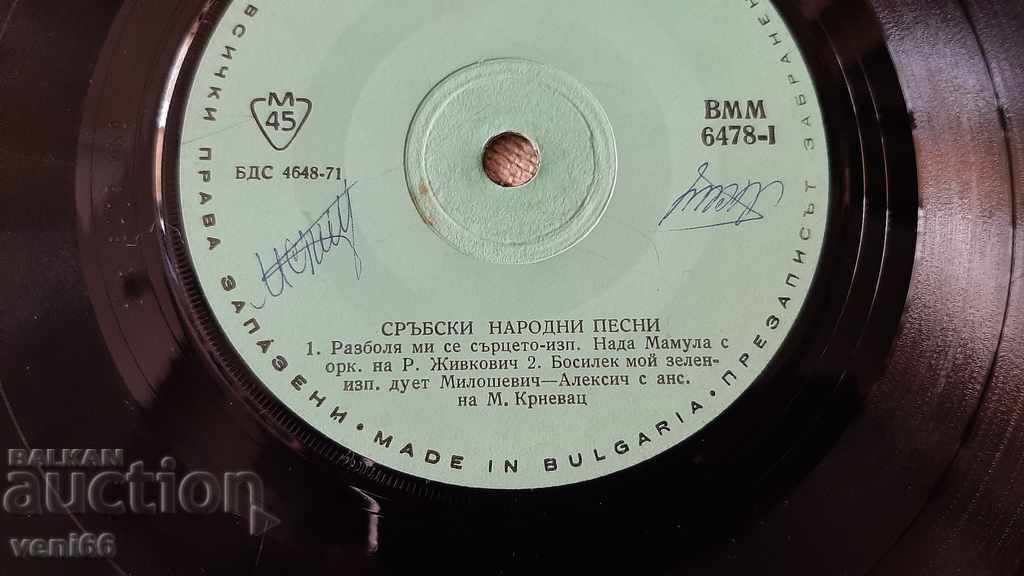 ВСИЧКИ ПРАВА ЗАПАЗЕНИ • MADE IN BULGARIA • ПРЕЗАПИСЪТ ЗАБРАНЕН
М
45
БДС 4648-71
ВММ
6478-I
СРЪБСКИ НАРОДНИ ПЕСНИ
1. Разболя ми се сърцето-изп. Нада Мамула с
орк. на Р. Живкович 2. Босилек мой зелен-
изп. дует Милошевич—Алексич с анс.
на М. Крневац
BALKAN
auction
veni66